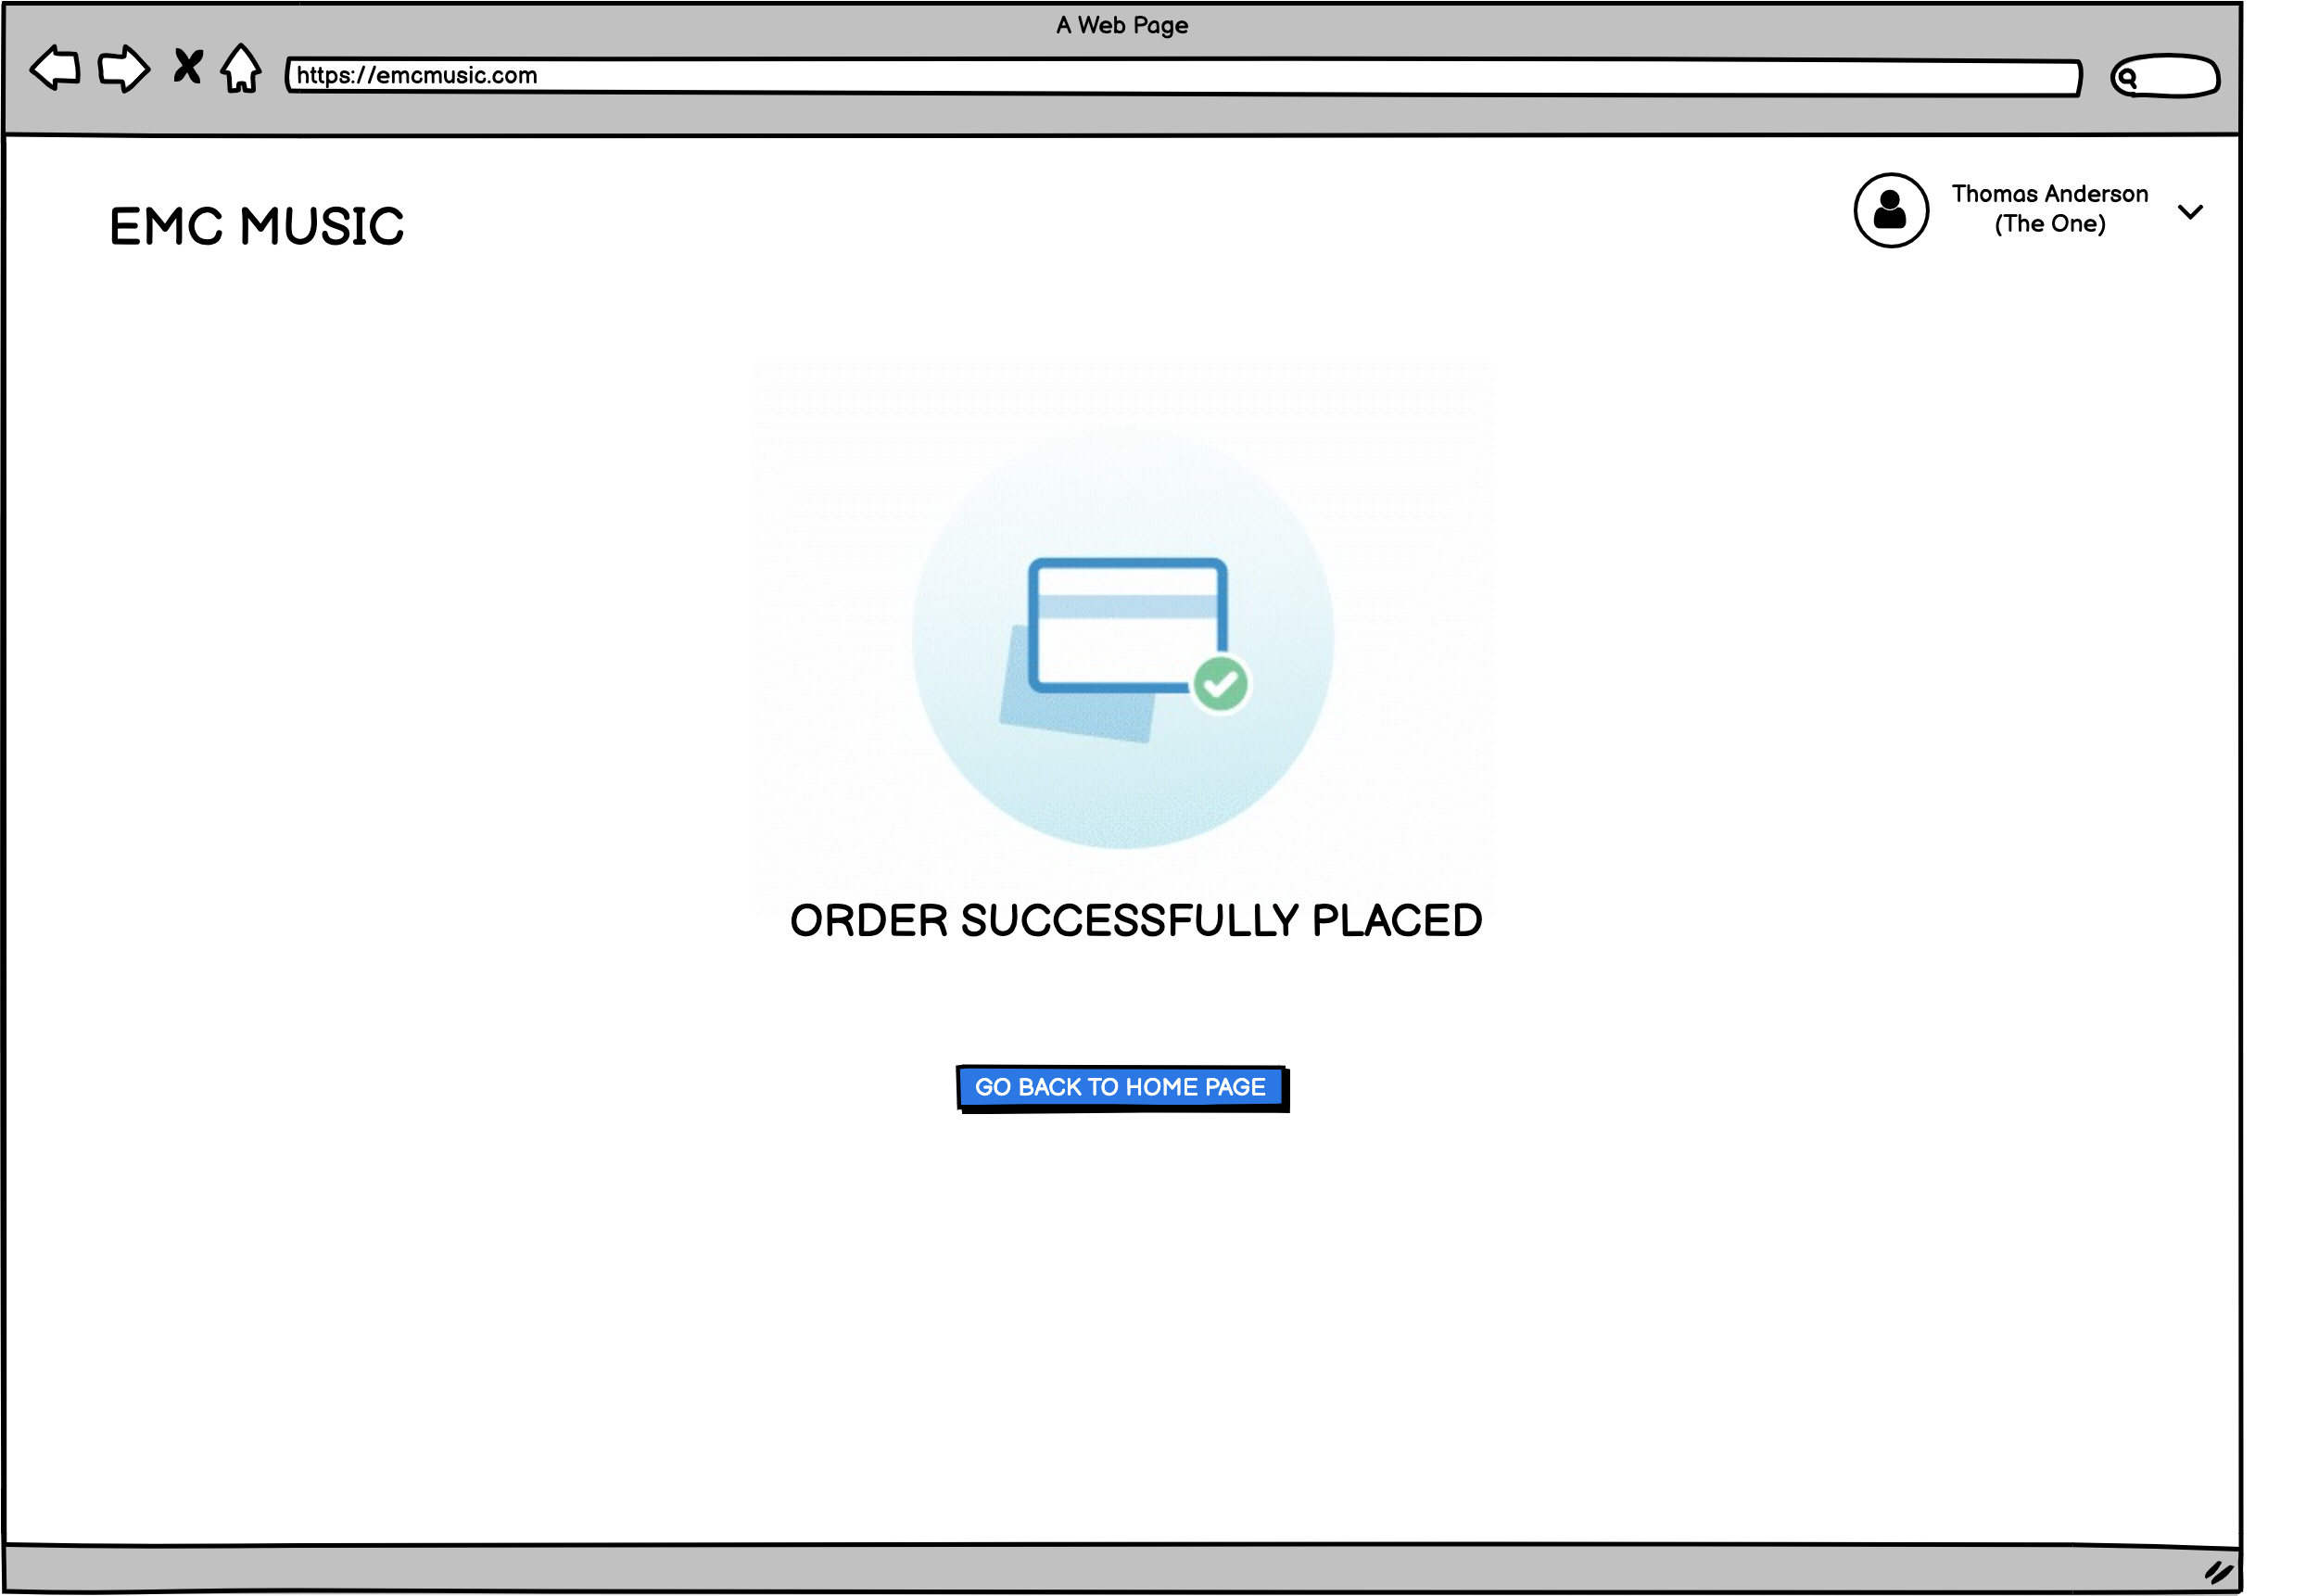 A Web Page
https://emcmusic.com
EMC MUSIC
Thomas Anderson
(The One)
ORDER SUCCESSFULLY PLACED
GO BACK TO HOME PAGE